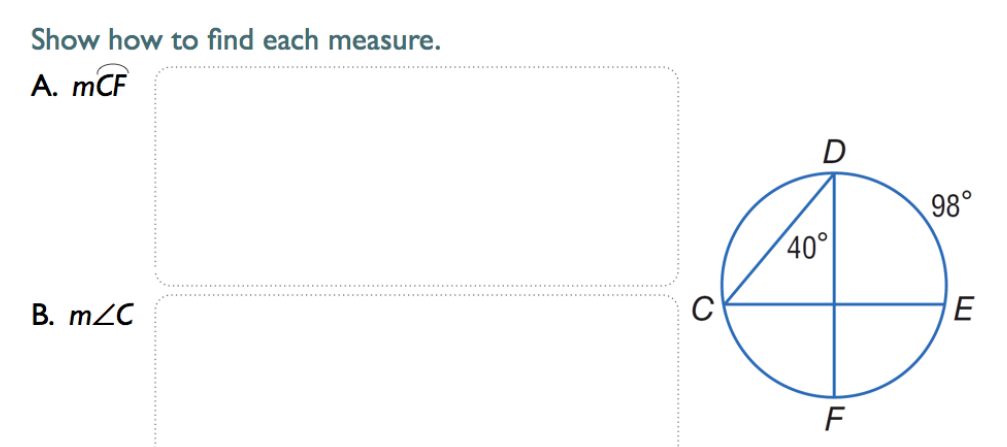 Show how to find each measure.
A. mCF
D
98°
40°
B. m∠C
C
E
F